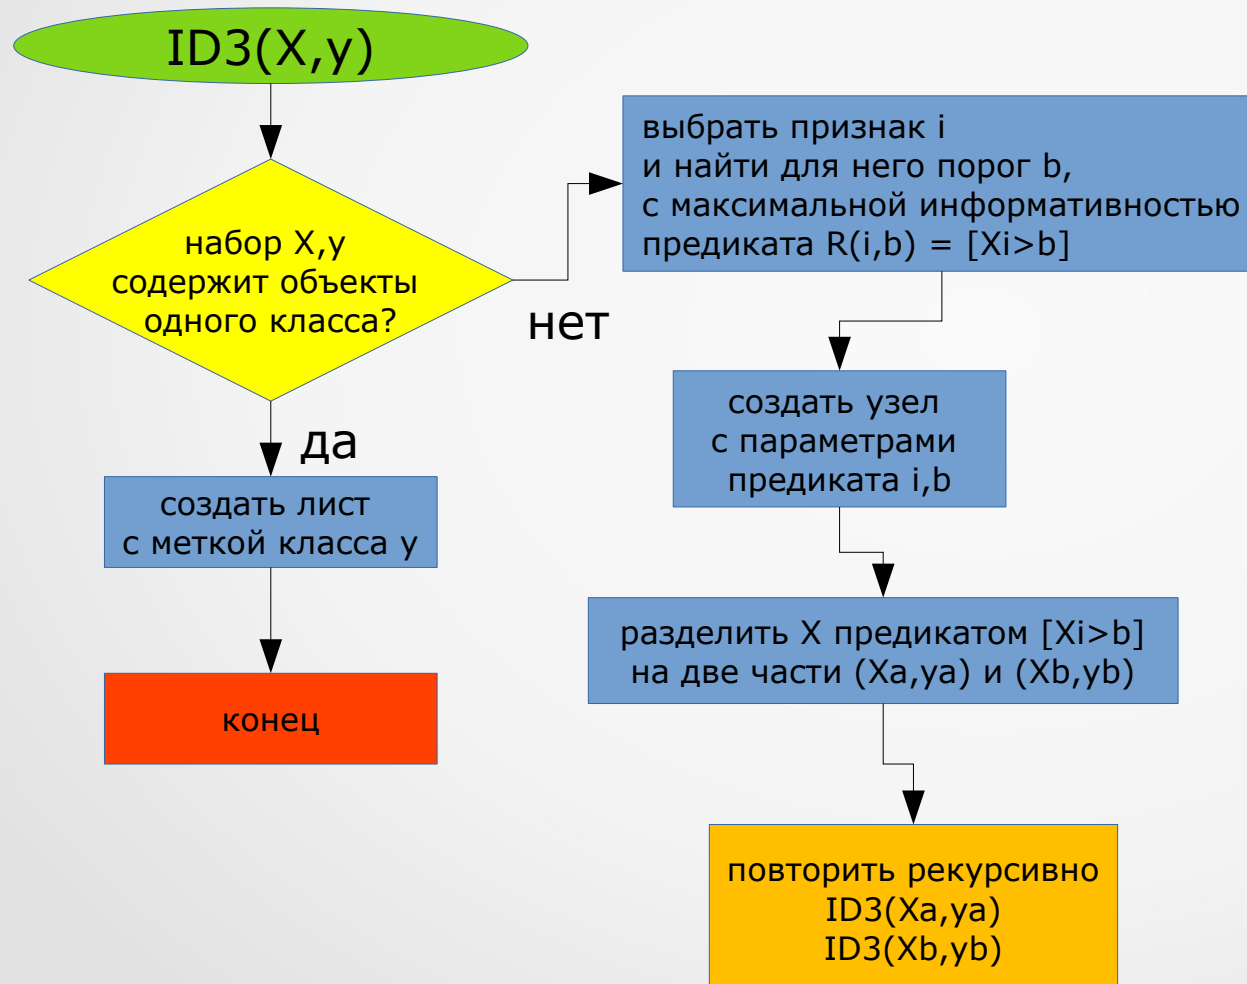 ID3(X,y)
набор X,y
содержит объекты
одного класса?
да
создать лист
с меткой класса y
конец
нет
выбрать признак i
и найти для него порог b,
с максимальной информативностью
предиката R(i,b) = [Xi>b]
создать узел
с параметрами
предиката i,b
разделить X предикатом [Xi>b]
на две части (Xa,ya) и (Xb,yb)
повторить рекурсивно
ID3(Xa,ya)
ID3(Xb,yb)